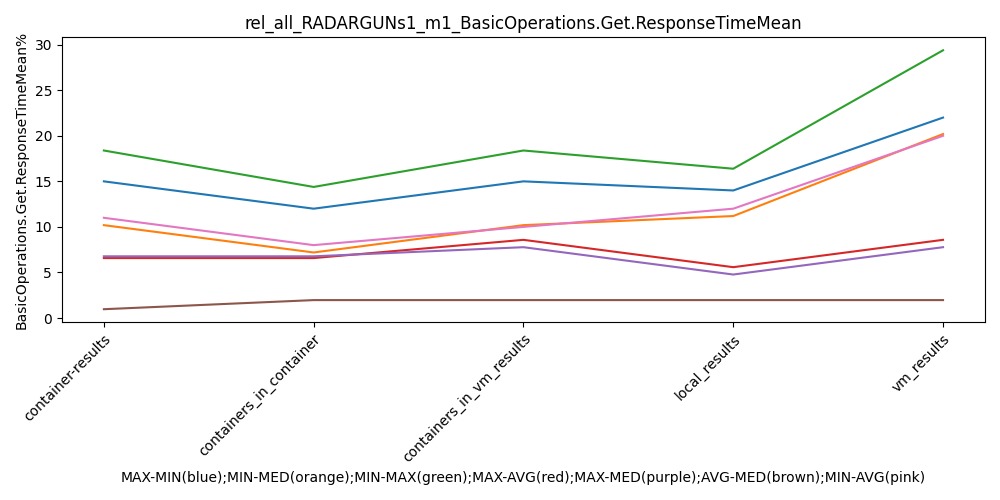 rel_all_RADARGUNs1_m1_BasicOperations.Get.ResponseTimeMean
BasicOperations.Get.ResponseTimeMean%
30
25
20
15
10
5
0
container-results
containers_in_container
containers_in_vm_results
local_results
vm_results
MAX-MIN(blue);MIN-MED(orange);MIN-MAX(green);MAX-AVG(red);MAX-MED(purple);AVG-MED(brown);MIN-AVG(pink)